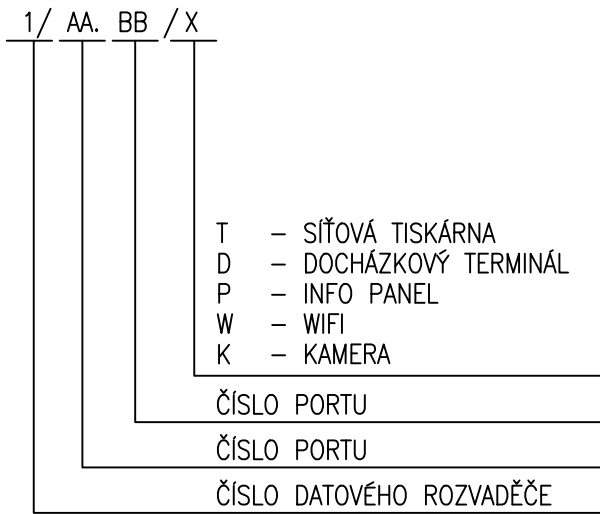 1/ AA. BB /X
T – SÍŤOVÁ TISKÁRNA
D – DOCHÁZKOVÝ TERMINÁL
P – INFO PANEL
W – WIFI
K – KAMERA
ČÍSLO PORTU
ČÍSLO PORTU
ČÍSLO DATOVÉHO ROZVADĚČE